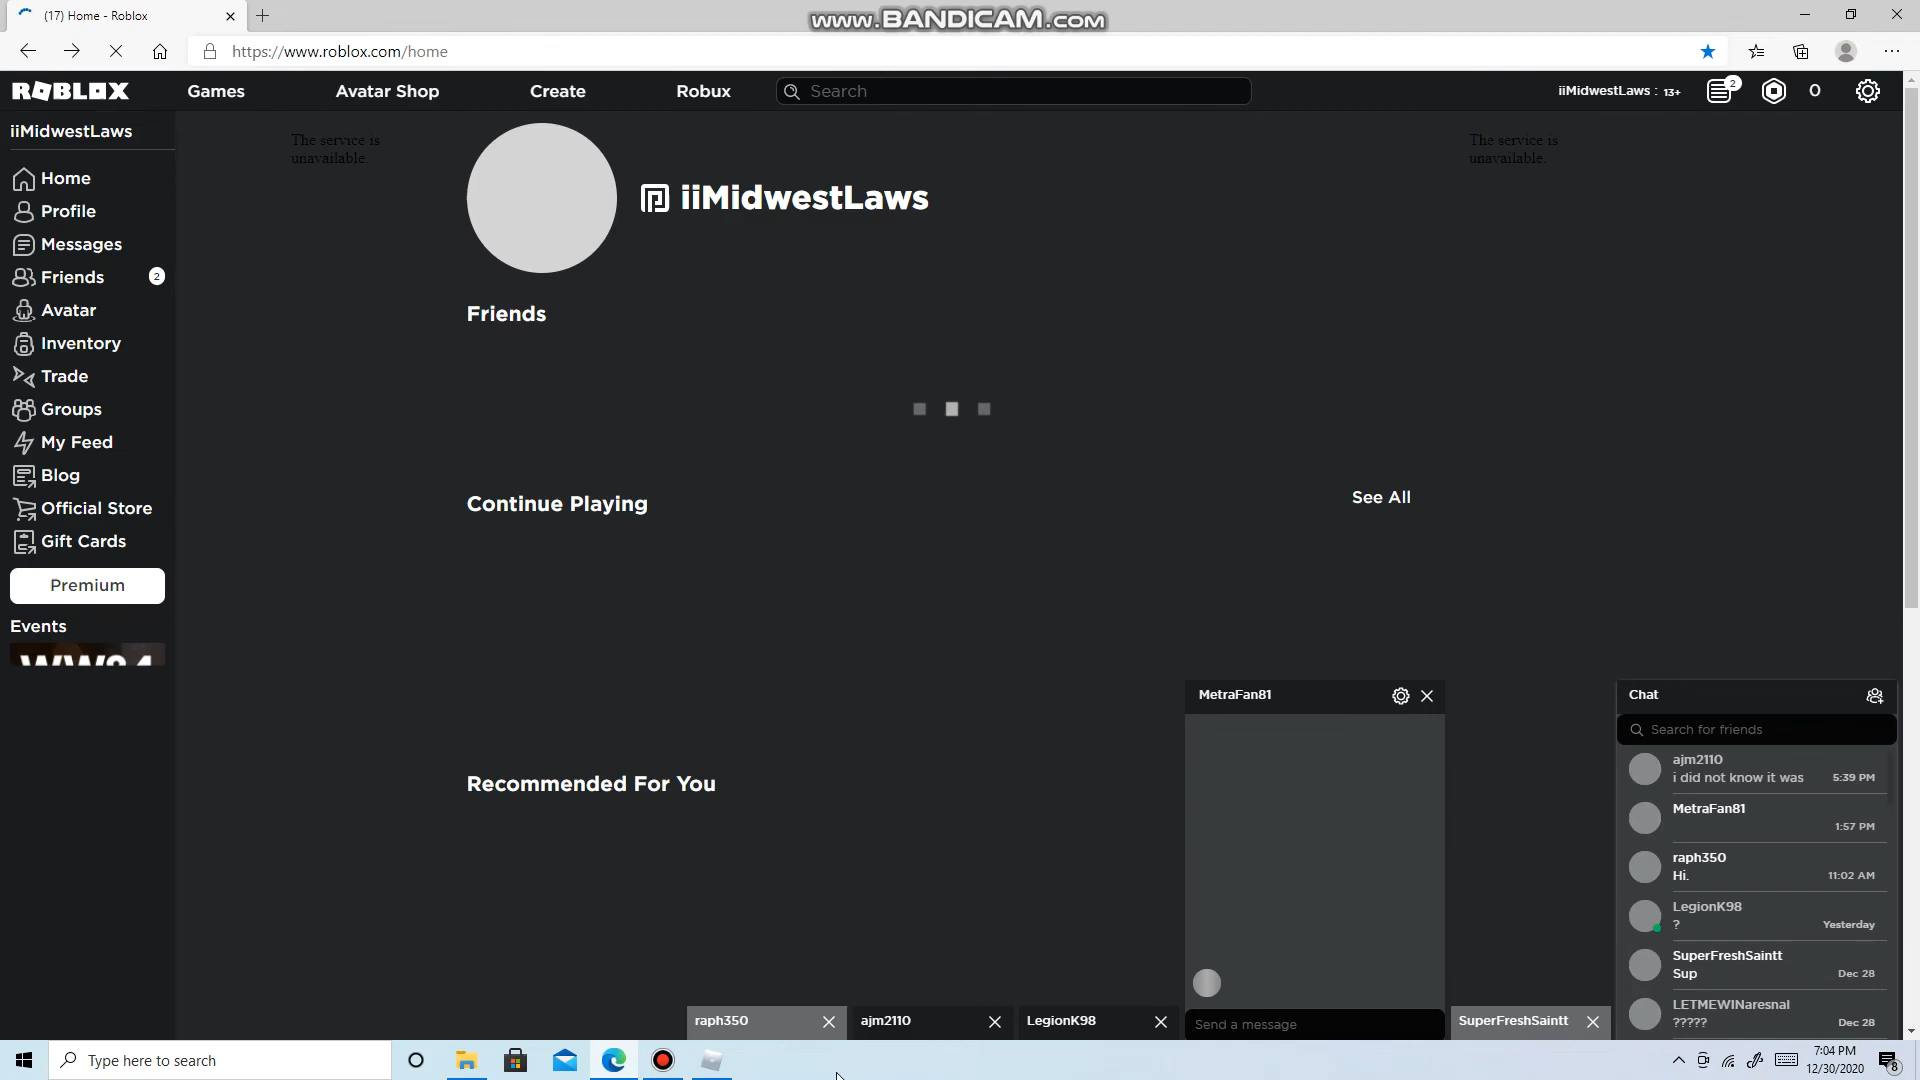 (17) Home - Roblox
www.BANDICAM.com
https://www.roblox.com/home
ROBLOX
Games
Avatar Shop
Create
Robux
Search
iiMidwestLaws : 13+
2
0
iiMidwestLaws
Home
Profile
Messages
Friends
2
Avatar
Inventory
Trade
Groups
My Feed
Blog
Official Store
Gift Cards
Premium
Events
WW84
The service is
unavailable.
iiMidwestLaws
The service is
unavailable.
Friends
Continue Playing
See All
Recommended For You
MetraFan81
Send a message
Chat
Search for friends
ajm2110
i did not know it was
5:39 PM
MetraFan81
1:57 PM
raph350
Hi.
11:02 AM
LegionK98
?
Yesterday
SuperFreshSaintt
Sup
Dec 28
LETMEWINaresnal
?????
Dec 28
raph350
ajm2110
LegionK98
SuperFreshSaintt
Type here to search
7:04 PM
12/30/2020
8